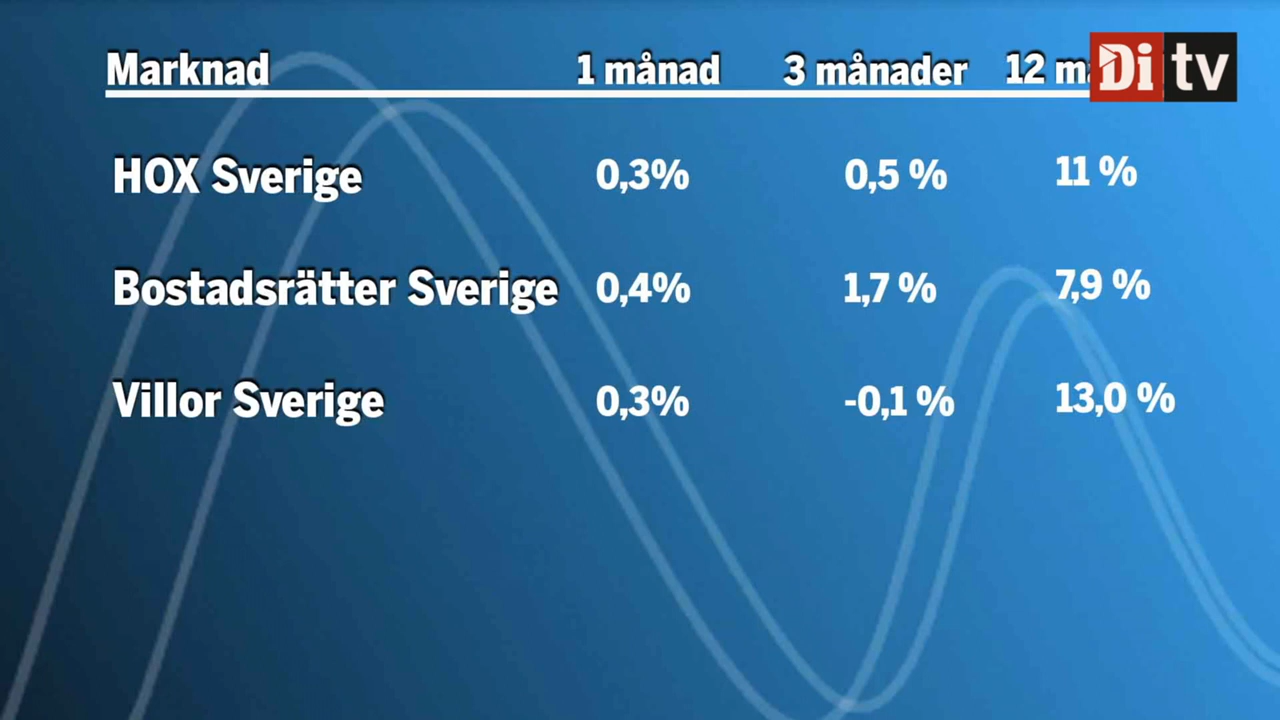 Marknad 1 månad 3 månader 12 Di tv
HOX Sverige 0,3% 0,5 % 11 %
Bostadsrätter Sverige 0,4% 1,7 % 7,9 %
Villor Sverige 0,3% -0,1 % 13,0 %